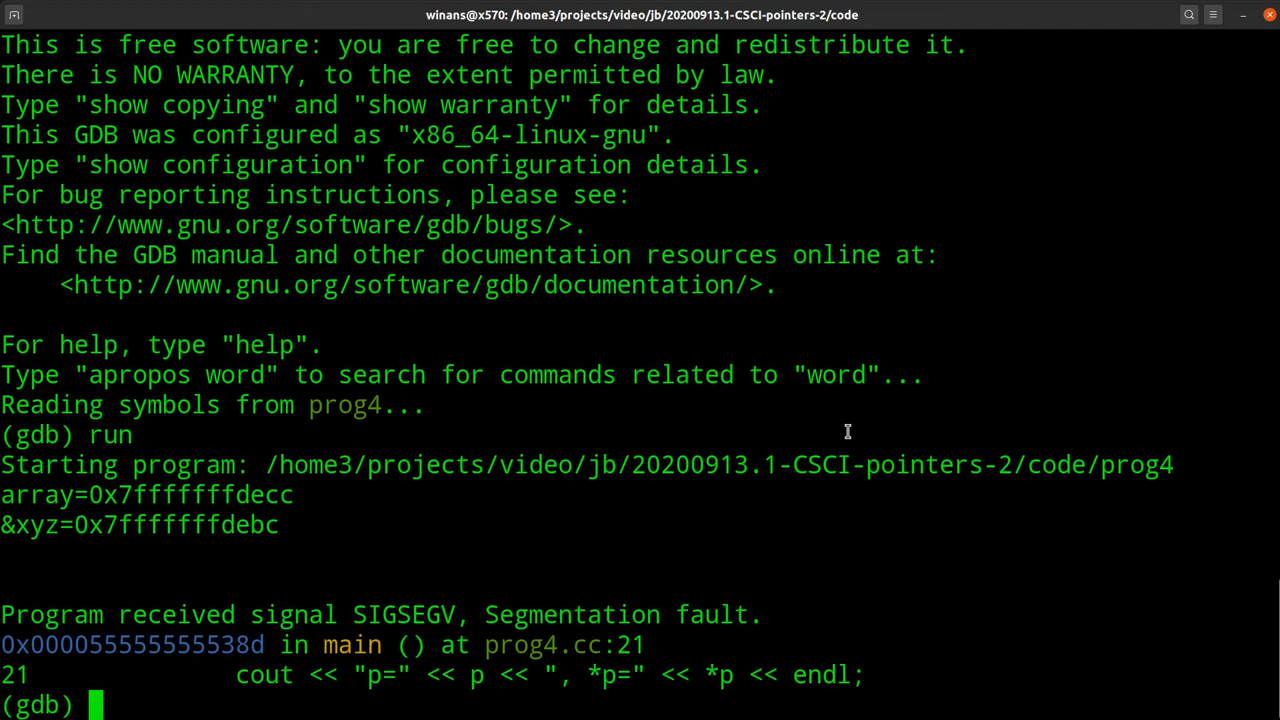 winans@x570: /home3/projects/video/jb/20200913.1-CSCI-pointers-2/code
This is free software: you are free to change and redistribute it.
There is NO WARRANTY, to the extent permitted by law.
Type "show copying" and "show warranty" for details.
This GDB was configured as "x86_64-linux-gnu".
Type "show configuration" for configuration details.
For bug reporting instructions, please see:
<http://www.gnu.org/software/gdb/bugs/>.
Find the GDB manual and other documentation resources online at:
    <http://www.gnu.org/software/gdb/documentation/>.
For help, type "help".
Type "apropos word" to search for commands related to "word"...
Reading symbols from prog4...
(gdb) run
Starting program: /home3/projects/video/jb/20200913.1-CSCI-pointers-2/code/prog4
array=0x7fffffffdecc
&xyz=0x7fffffffdebc
Program received signal SIGSEGV, Segmentation fault.
0x000055555555538d in main () at prog4.cc:21
21              cout << "p=" << p << ", *p=" << *p << endl;
(gdb)